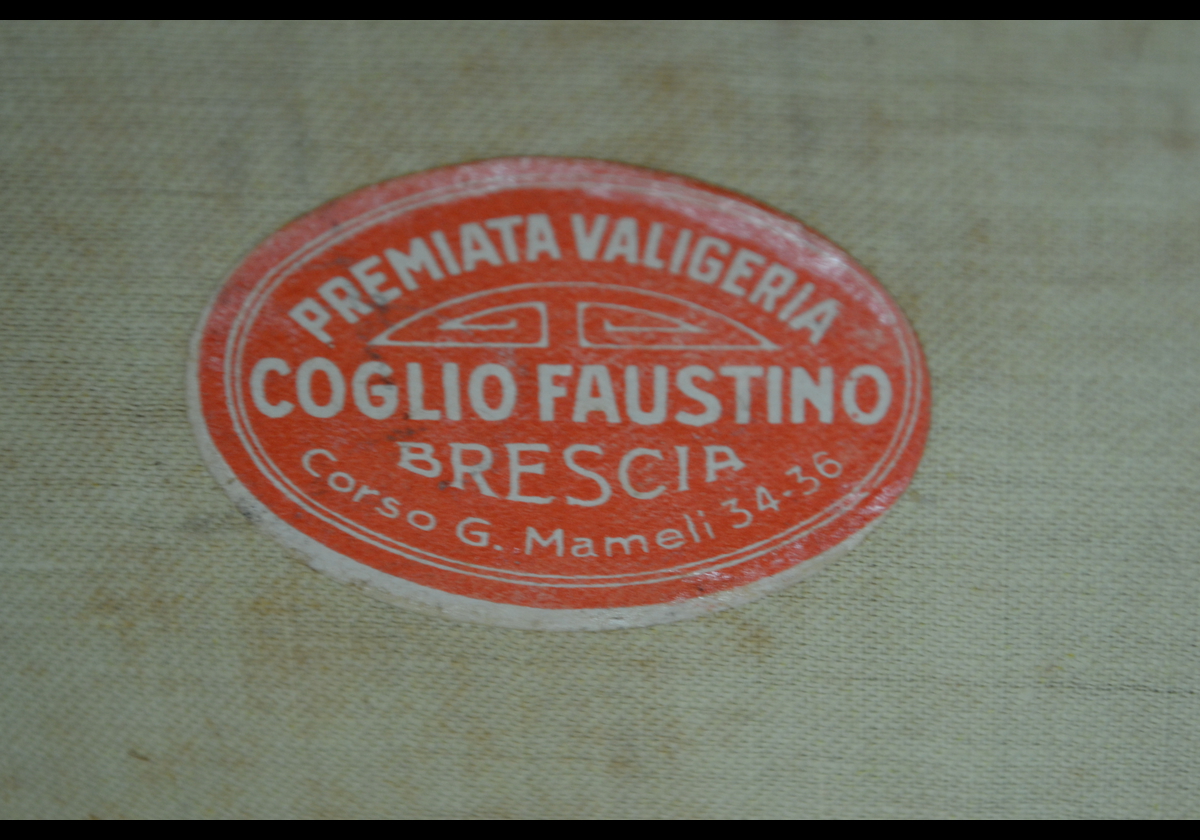 PREMIATA VALIGERIA
COGLIO FAUSTINO
BRESCIA
Corso G. Mameli 34-36